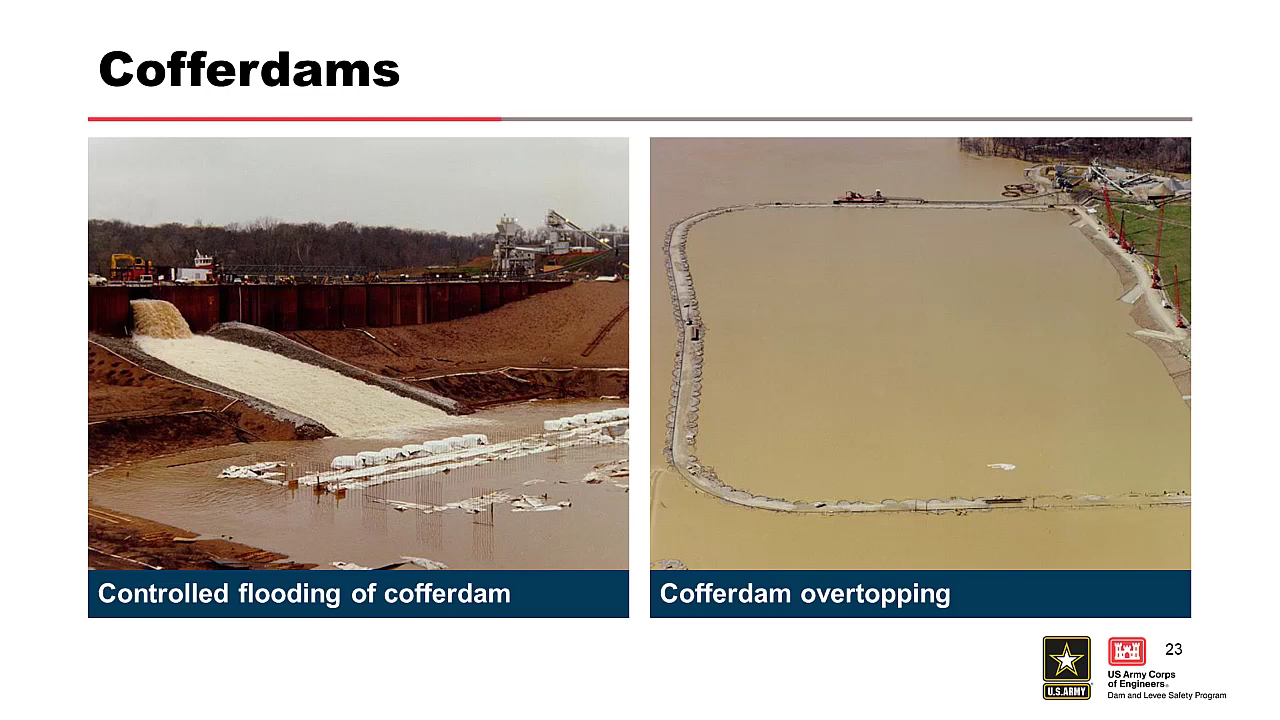 Cofferdams
Controlled flooding of cofferdam
Cofferdam overtopping
23
U.S.ARMY
US Army Corps
of Engineers®
Dam and Levee Safety Program